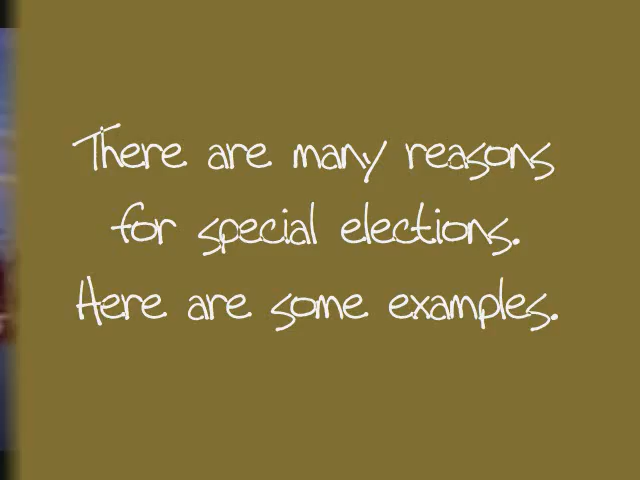 There are many reasons
for special elections.
Here are some examples.